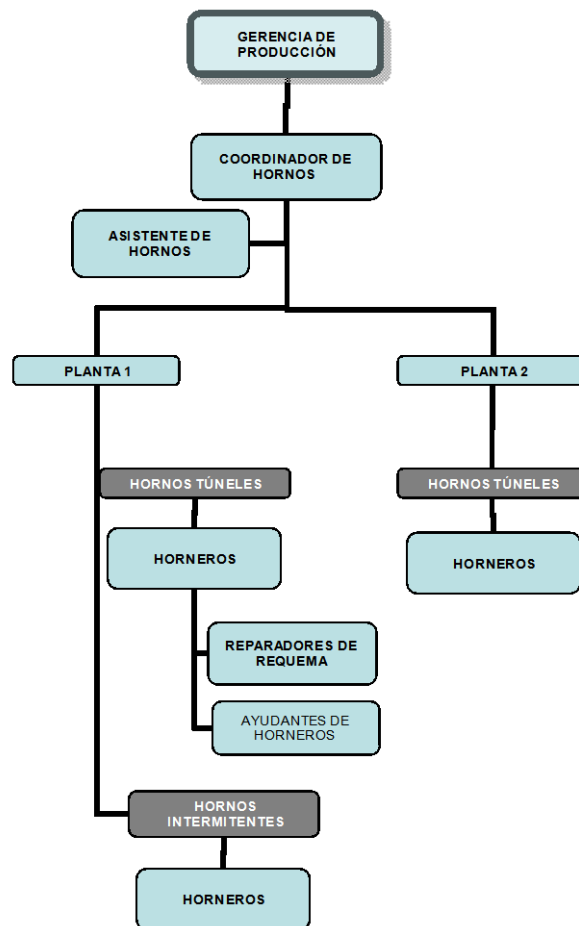 GERENCIA DE
PRODUCCIÓN
COORDINADOR DE
HORNOS
ASISTENTE DE
HORNOS
PLANTA 1
PLANTA 2
HORNOS TÚNELES
HORNOS TÚNELES
HORNEROS
HORNEROS
REPARADORES DE
REQUEMA
AYUDANTES DE
HORNEROS
HORNOS
INTERMITENTES
HORNEROS